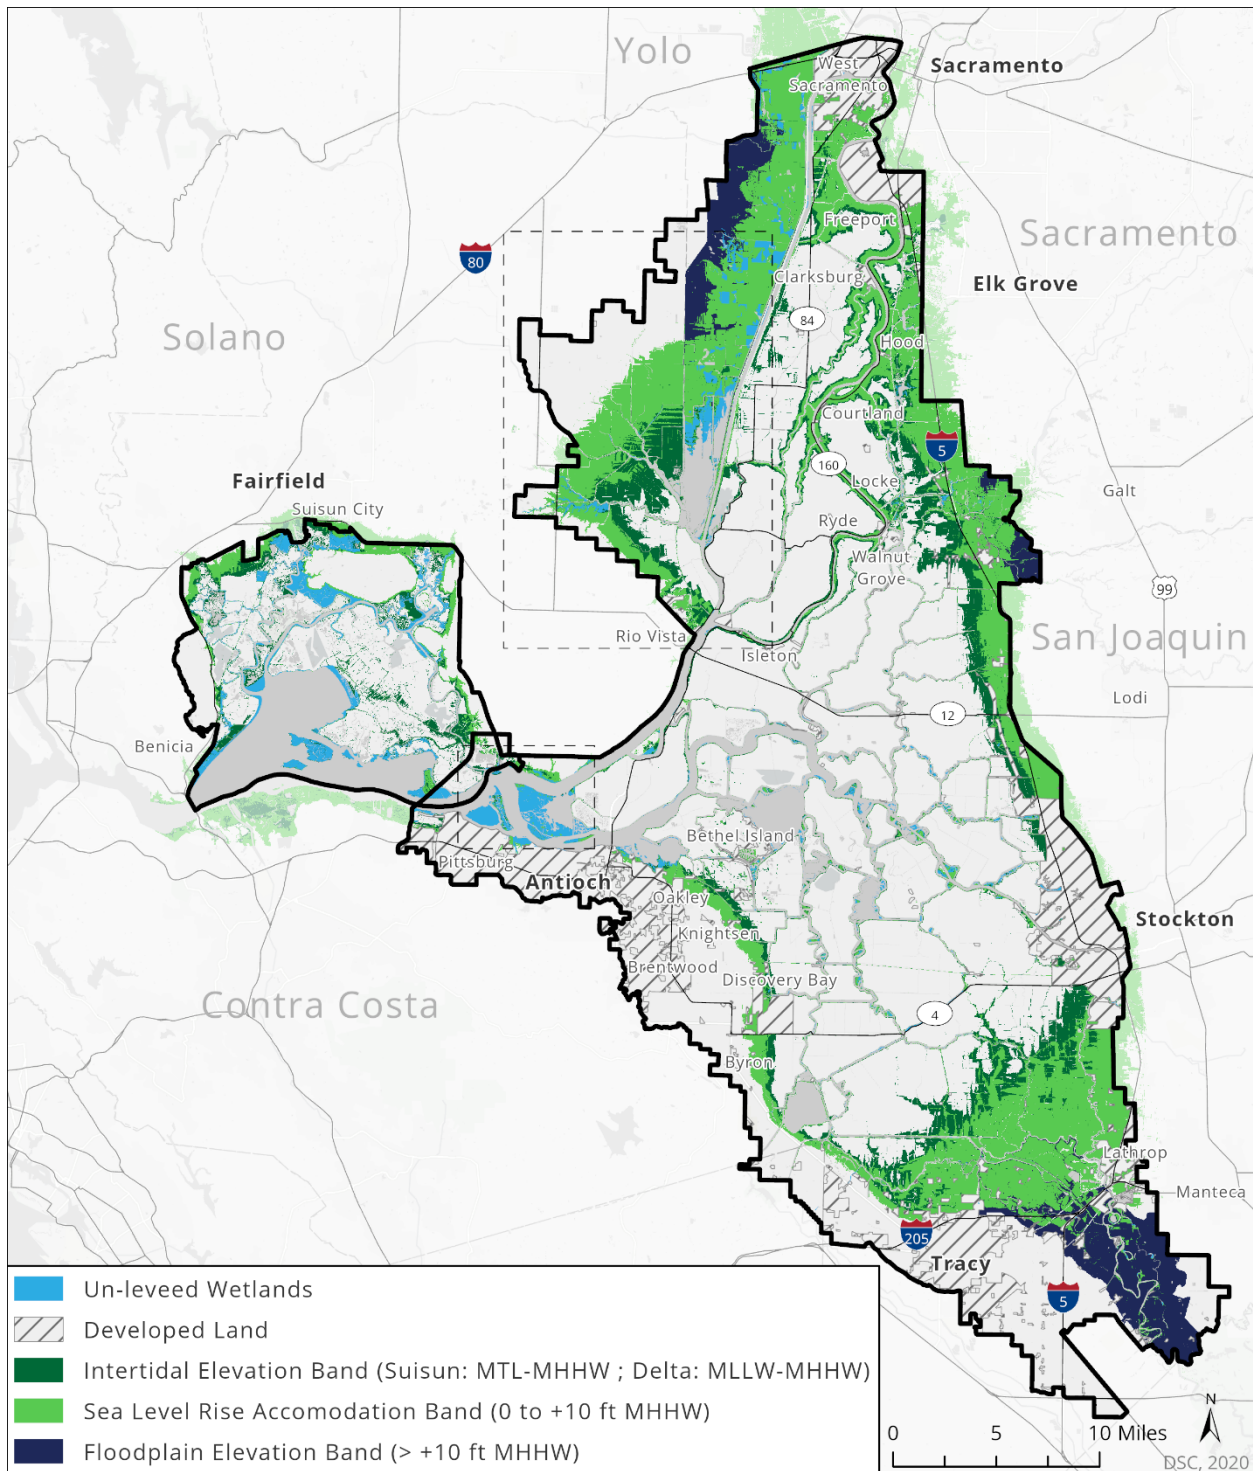 Yolo
West
Sacramento
Sacramento
Freeport
Sacramento
80
Clarksburg
Elk Grove
84
Solano
Hood
Courtland
5
160
Fairfield
Locke
Galt
Suisun City
Ryde
Walnut
Grove
99
Rio Vista
San Joaquin
Isleton
Lodi
12
Benicia
Bethel Island
Pittsburg
Antioch
Oakley
Stockton
Knightsen
Brentwood
Discovery Bay
Contra Costa
4
Byron
Lathrop
Manteca
205
Tracy
5
Un-leveed Wetlands
Developed Land
Intertidal Elevation Band (Suisun: MTL-MHHW ; Delta: MLLW-MHHW)
Sea Level Rise Accomodation Band (0 to +10 ft MHHW)
Floodplain Elevation Band (> +10 ft MHHW)
N
0 5 10 Miles
DSC, 2020